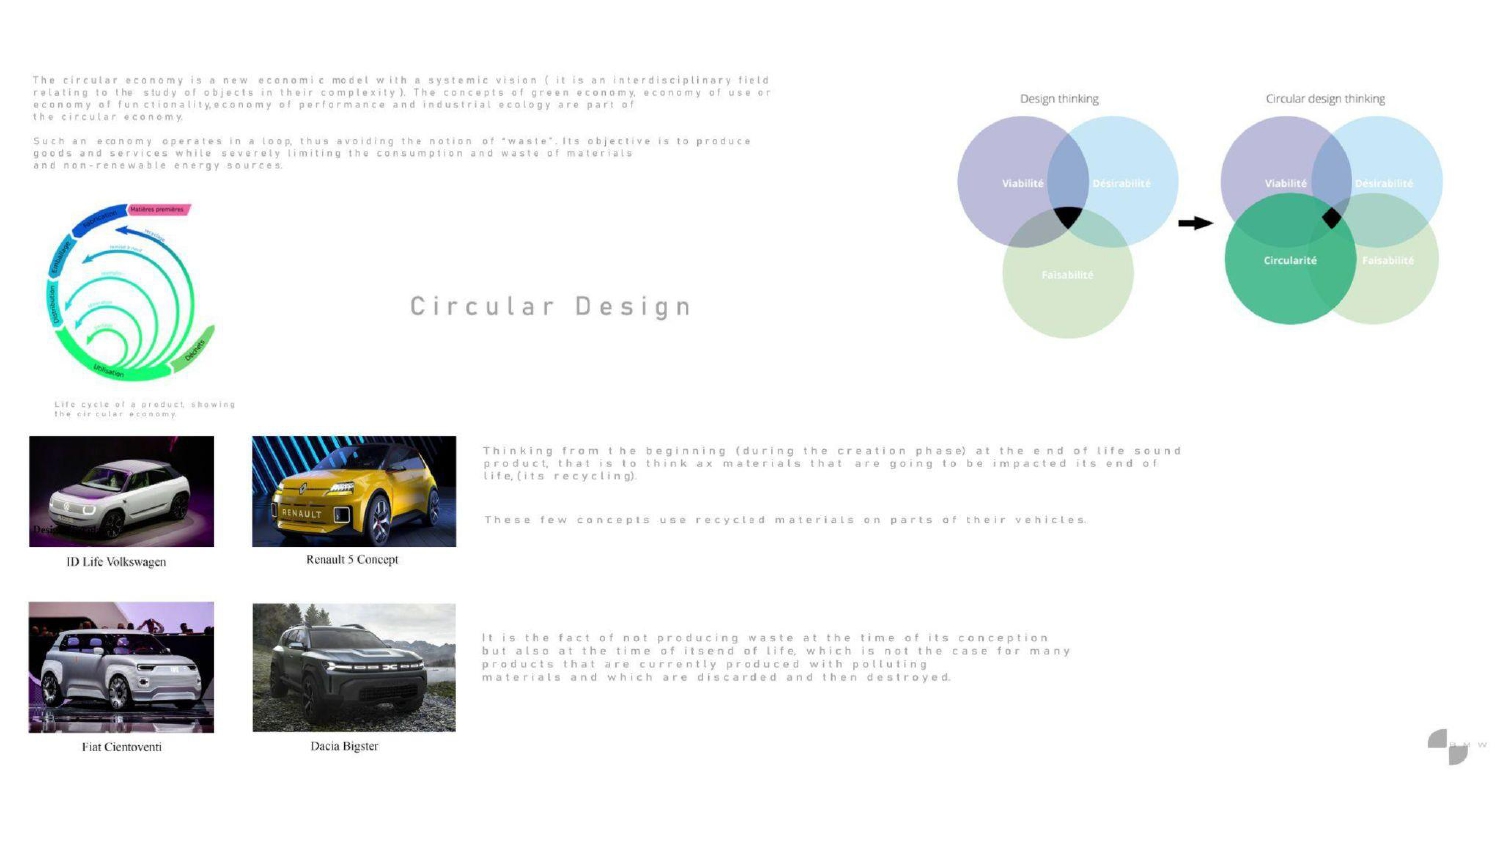 The circular economy is a new economic model with a systemic vision ( it is an interdisciplinary field
relating to the study of objects in their complexity ). The concepts of green economy, economy of use or
economy of functionality,economy of performance and industrial ecology are part of
the circular economy.
Such an economy operates in a loop, thus avoiding the notion of "waste". Its objective is to produce
goods and services while severely limiting the consumption and waste of materials
and non-renewable energy sources.
Design thinking
Viabilité
Désirabilité
Faisabilité
Circular design thinking
Viabilité
Désirabilité
Circularité
Faisabilité
Matières premières
Distribution
Utilisation
Déchets
Circular Design
Life cycle of a product, showing
the circular economy.
RENAULT
ID Life Volkswagen
Renault 5 Concept
Thinking from the beginning (during the creation phase) at the end of life sound
product, that is to think ax materials that are going to be impacted its end of
life,(its recycling).
These few concepts use recycled materials on parts of their vehicles.
Fiat Cientoventi
Dacia Bigster
It is the fact of not producing waste at the time of its conception
but also at the time of itsend of life, which is not the case for many
products that are currently produced with polluting
materials and which are discarded and then destroyed.
BMW